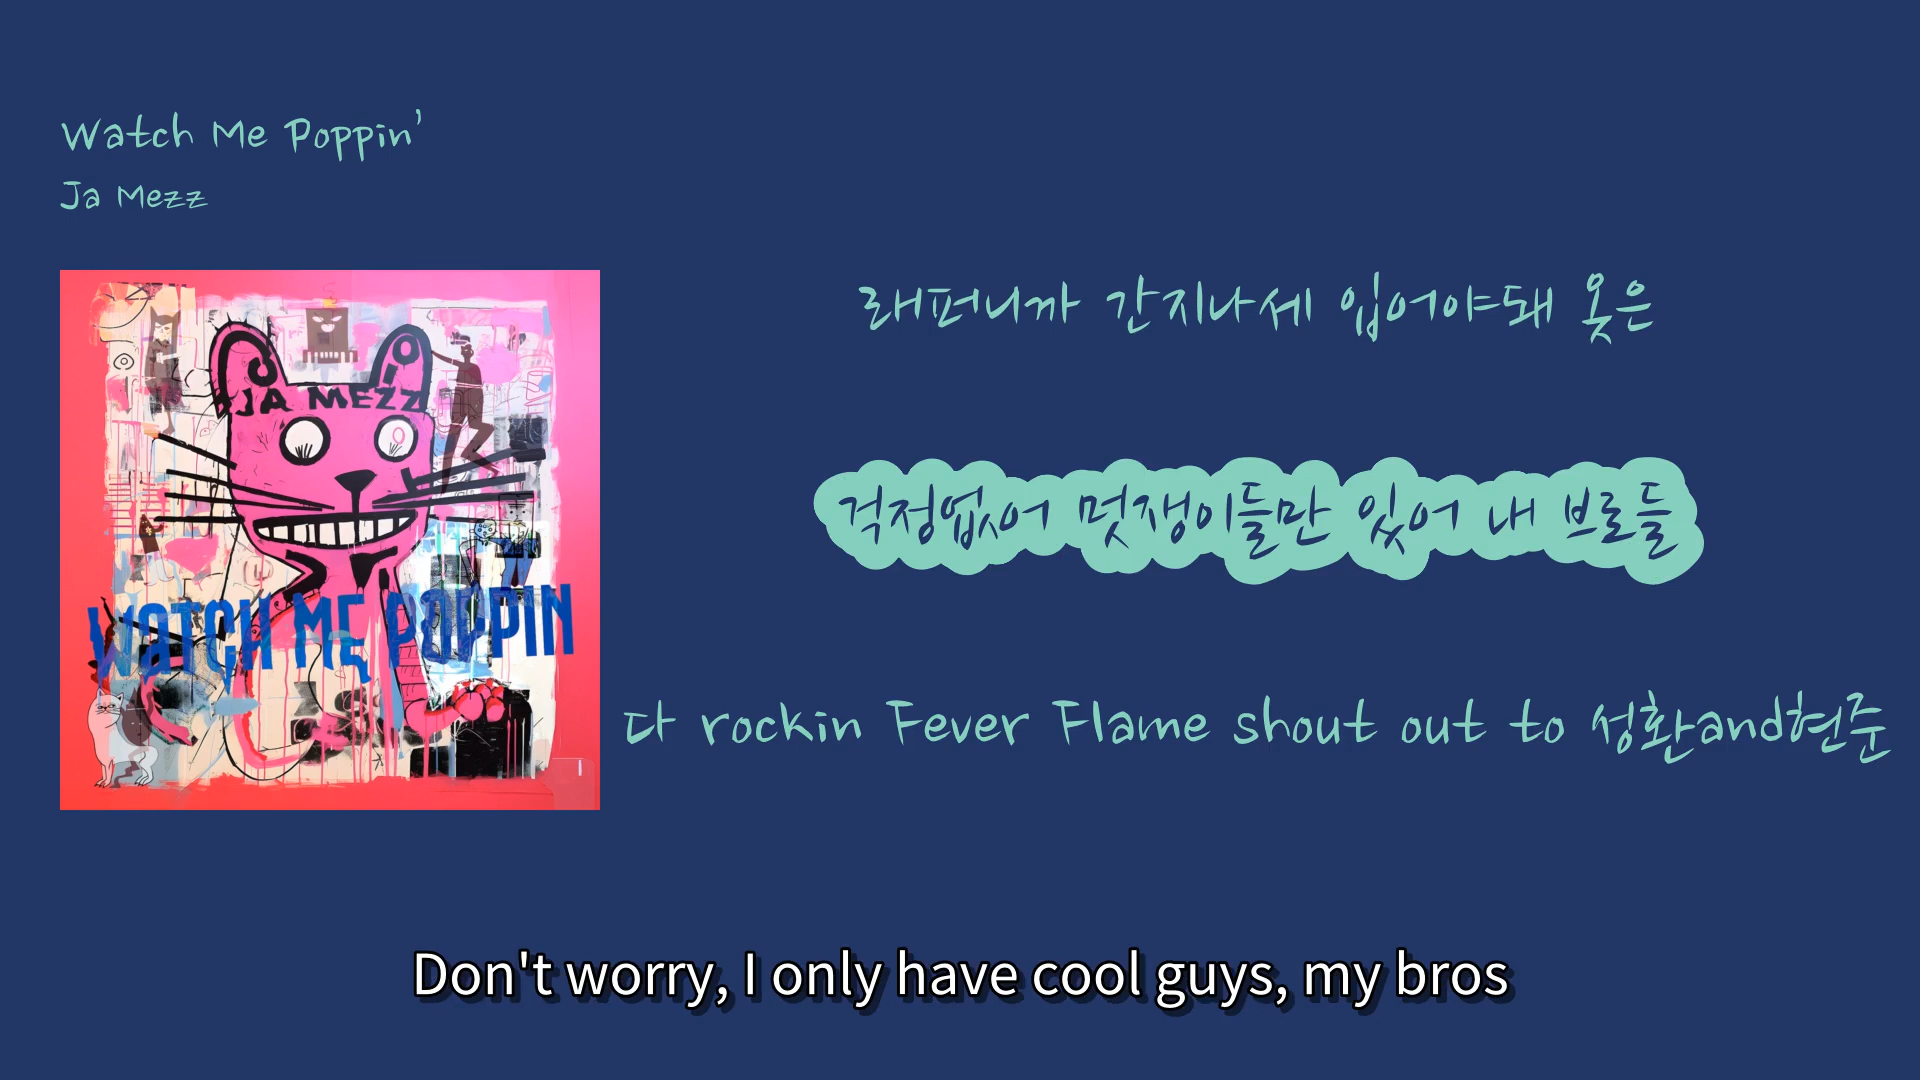 Watch Me Poppin'
Ja Mezz
JA MEZZ
WATCH ME POPPIN
래퍼니까 간지나세 입어야돼 옺은
걱정없어 멋쟁이들만 있어 내 브로들
다 rockin Fever Flame shout out to 성환and현준
Don't worry, I only have cool guys, my bros